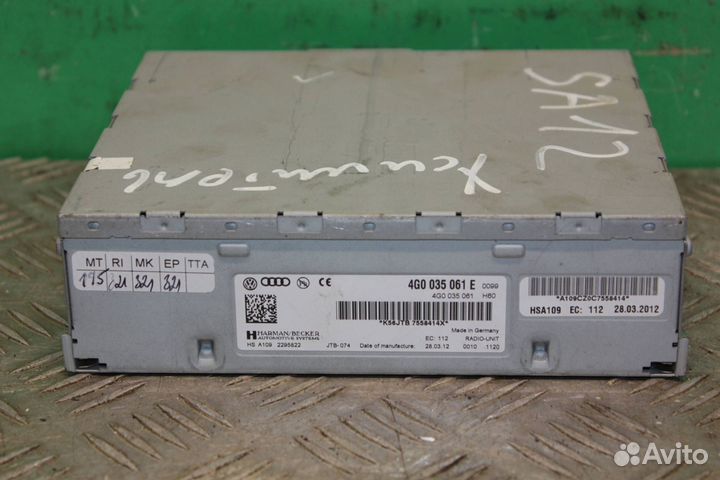 SA12
Усилитель
MT RI MK EP TTA
195 321 321
4G0 035 061 E 0099
4G0 035 061 H60
*K56JTB 7558414X*
HARMAN/BECKER
AUTOMOTIVE SYSTEMS
Made in Germany
EC: 112 RADIO-UNIT
HS A109 2295822 JTB-074 Date of manufacture: 28.03.12 0010 .1120
*A109CZ0C7558414*
HSA109 EC: 112 28.03.2012
Avito